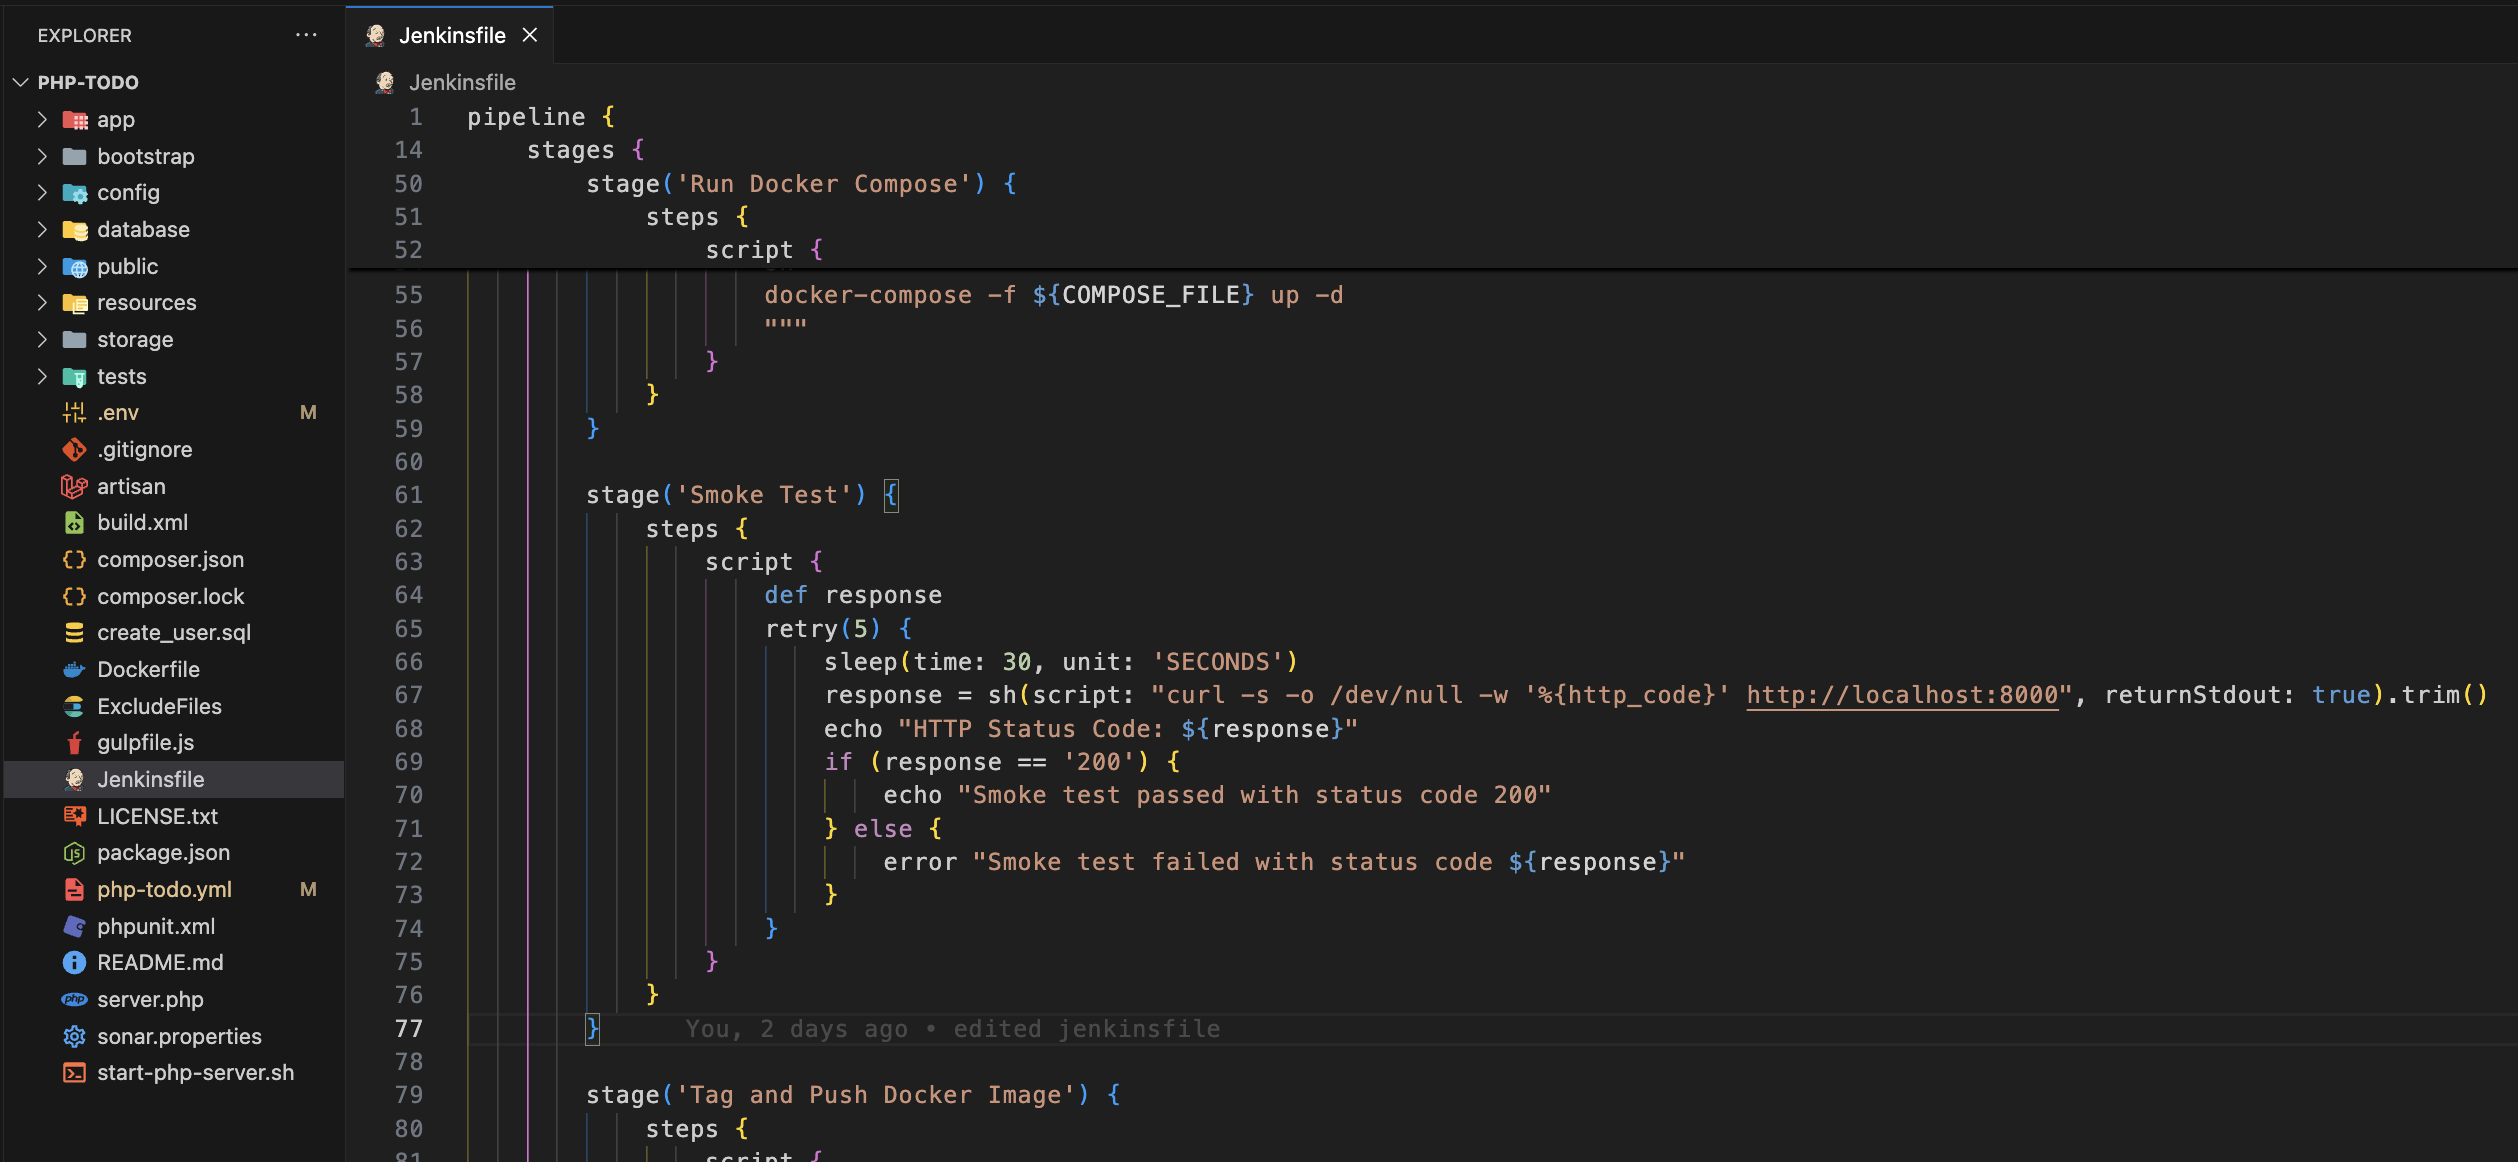 EXPLORER ...
PHP-TODO
app
bootstrap
config
database
public
resources
storage
tests
.env M
.gitignore
artisan
build.xml
composer.json
composer.lock
create_user.sql
Dockerfile
ExcludeFiles
gulpfile.js
Jenkinsfile
LICENSE.txt
package.json
php-todo.yml M
phpunit.xml
README.md
server.php
sonar.properties
start-php-server.sh
Jenkinsfile
Jenkinsfile
1 pipeline {
14 stages {
50 stage('Run Docker Compose') {
51 steps {
52 script {
55 docker-compose -f ${COMPOSE_FILE} up -d
56 """
57 }
58 }
59 }
60
61 stage('Smoke Test') {
62 steps {
63 script {
64 def response
65 retry(5) {
66 sleep(time: 30, unit: 'SECONDS')
67 response = sh(script: "curl -s -o /dev/null -w '%{http_code}' http://localhost:8000", returnStdout: true).trim()
68 echo "HTTP Status Code: ${response}"
69 if (response == '200') {
70 echo "Smoke test passed with status code 200"
71 } else {
72 error "Smoke test failed with status code ${response}"
73 }
74 }
75 }
76 }
77 } You, 2 days ago • edited jenkinsfile
78
79 stage('Tag and Push Docker Image') {
80 steps {
81 script {